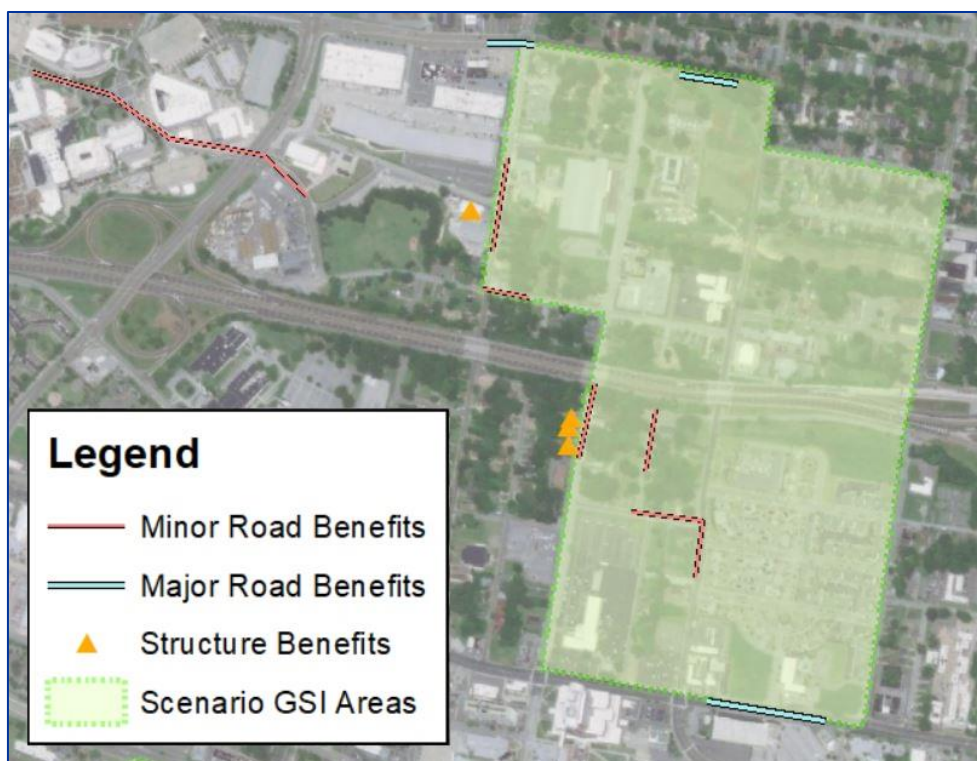 Legend
Minor Road Benefits
Major Road Benefits
Structure Benefits
Scenario GSI Areas